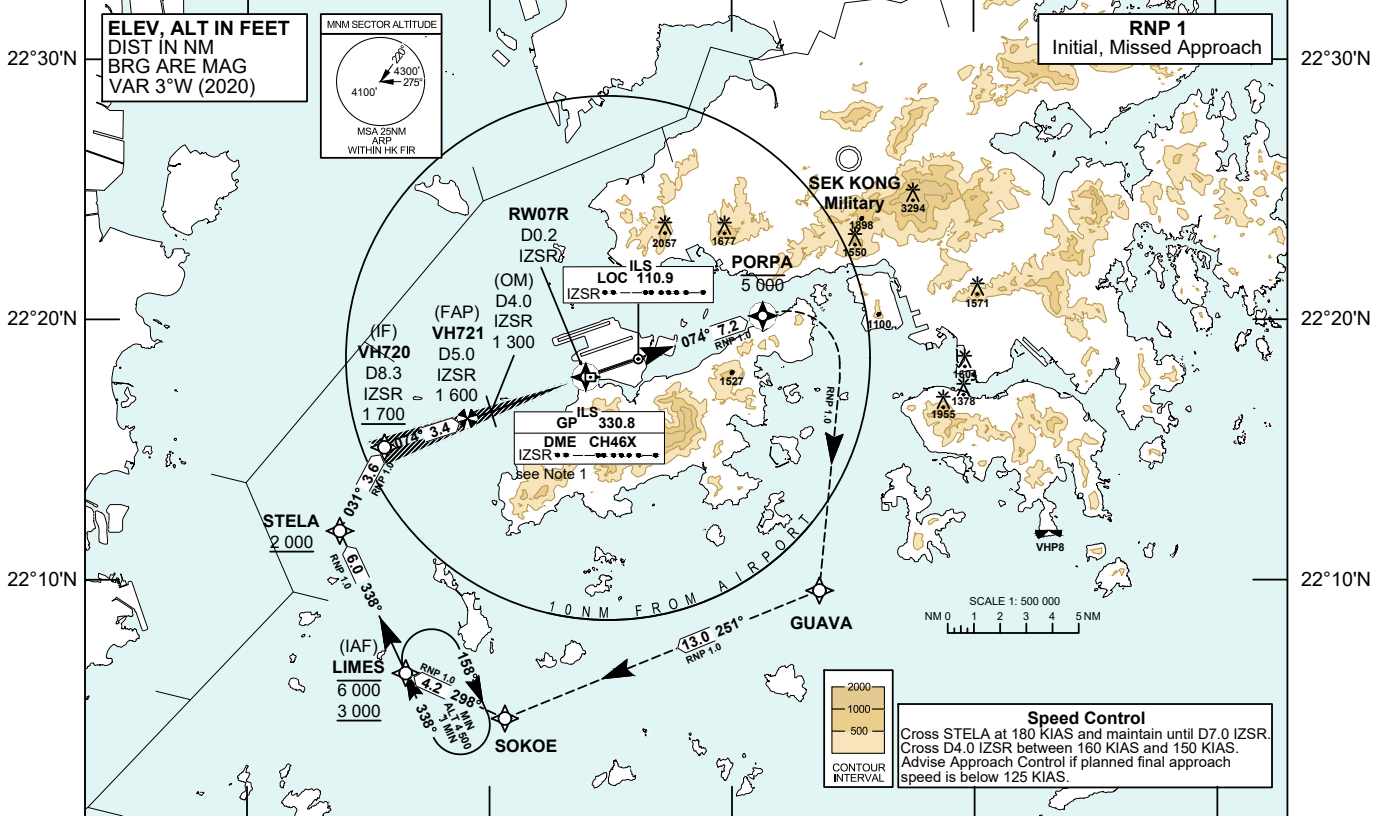 ELEV, ALT IN FEET
DIST IN NM
BRG ARE MAG
VAR 3°W (2020)
MNM SECTOR ALTITUDE
220°
4300'
275°
4100'
MSA 25NM
ARP
WITHIN HK FIR
RNP 1
Initial, Missed Approach
22°30'N
22°30'N
22°20'N
22°20'N
22°10'N
22°10'N
SEK KONG
Military
3294
1898
1550
2057
1677
1571
1100
1604
1378
1955
1527
RW07R
D0.2
IZSR
ILS
LOC 110.9
IZSR
PORPA
5 000
(OM)
D4.0
IZSR
1 300
(FAP)
VH721
D5.0
IZSR
1 600
(IF)
VH720
D8.3
IZSR
1 700
074° 7.2
RNP 1.0
074° 3.4
RNP 1.0
ILS
GP 330.8
DME CH46X
IZSR
see Note 1
031° 3.6
RNP 1.0
STELA
2 000
6.0 338°
RNP 1.0
(IAF)
LIMES
6 000
3 000
RNP 1.0
4.2 298°
158°
338°
MIN
ALT 4 500
1 MIN
SOKOE
13.0 251°
RNP 1.0
GUAVA
10NM FROM AIRPORT
VHP8
SCALE 1: 500 000
NM 0 1 2 3 4 5 NM
2000
1000
500
CONTOUR
INTERVAL
Speed Control
Cross STELA at 180 KIAS and maintain until D7.0 IZSR.
Cross D4.0 IZSR between 160 KIAS and 150 KIAS.
Advise Approach Control if planned final approach
speed is below 125 KIAS.